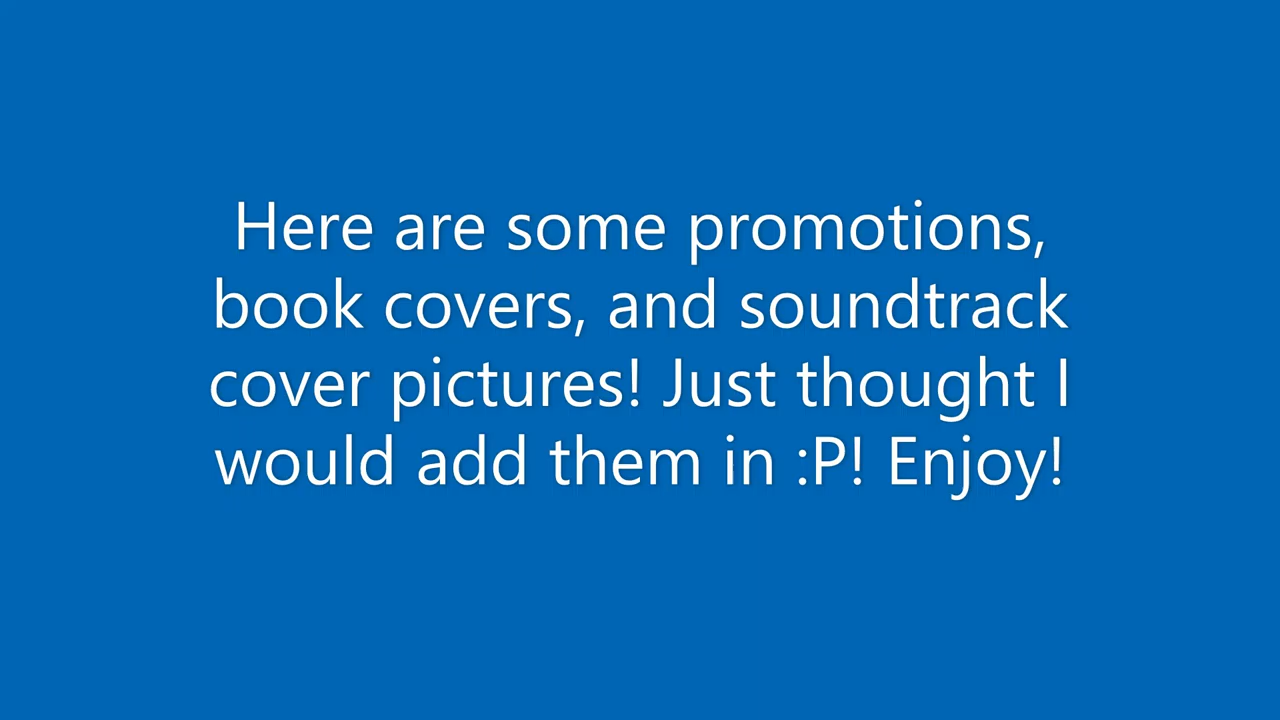 Here are some promotions,
book covers, and soundtrack
cover pictures! Just thought I
would add them in :P! Enjoy!